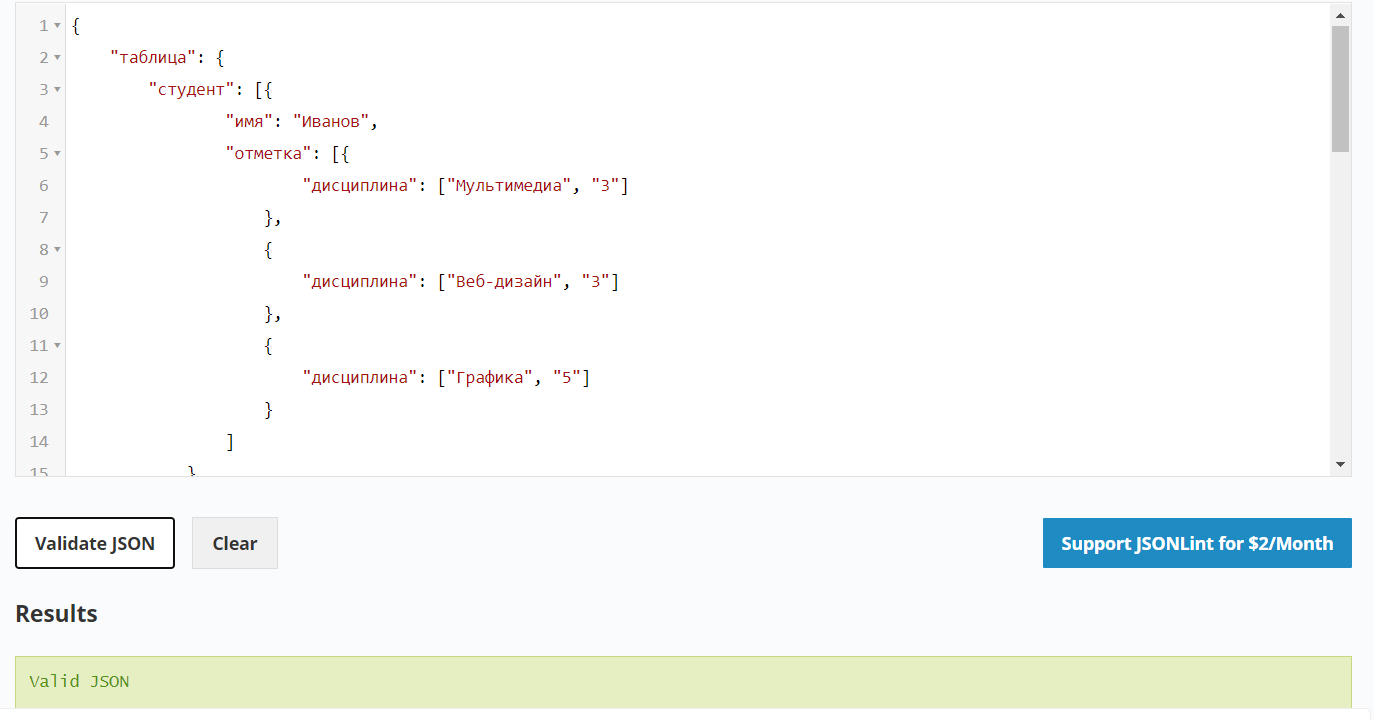 1 {
2 "таблица": {
3 "студент": [{
4 "имя": "Иванов",
5 "отметка": [{
6 "дисциплина": ["Мультимедиа", "3"]
7 },
8 {
9 "дисциплина": ["Веб-дизайн", "3"]
10 },
11 {
12 "дисциплина": ["Графика", "5"]
13 }
14 ]
15 }
Validate JSON Clear Support JSONLint for $2/Month
Results
Valid JSON